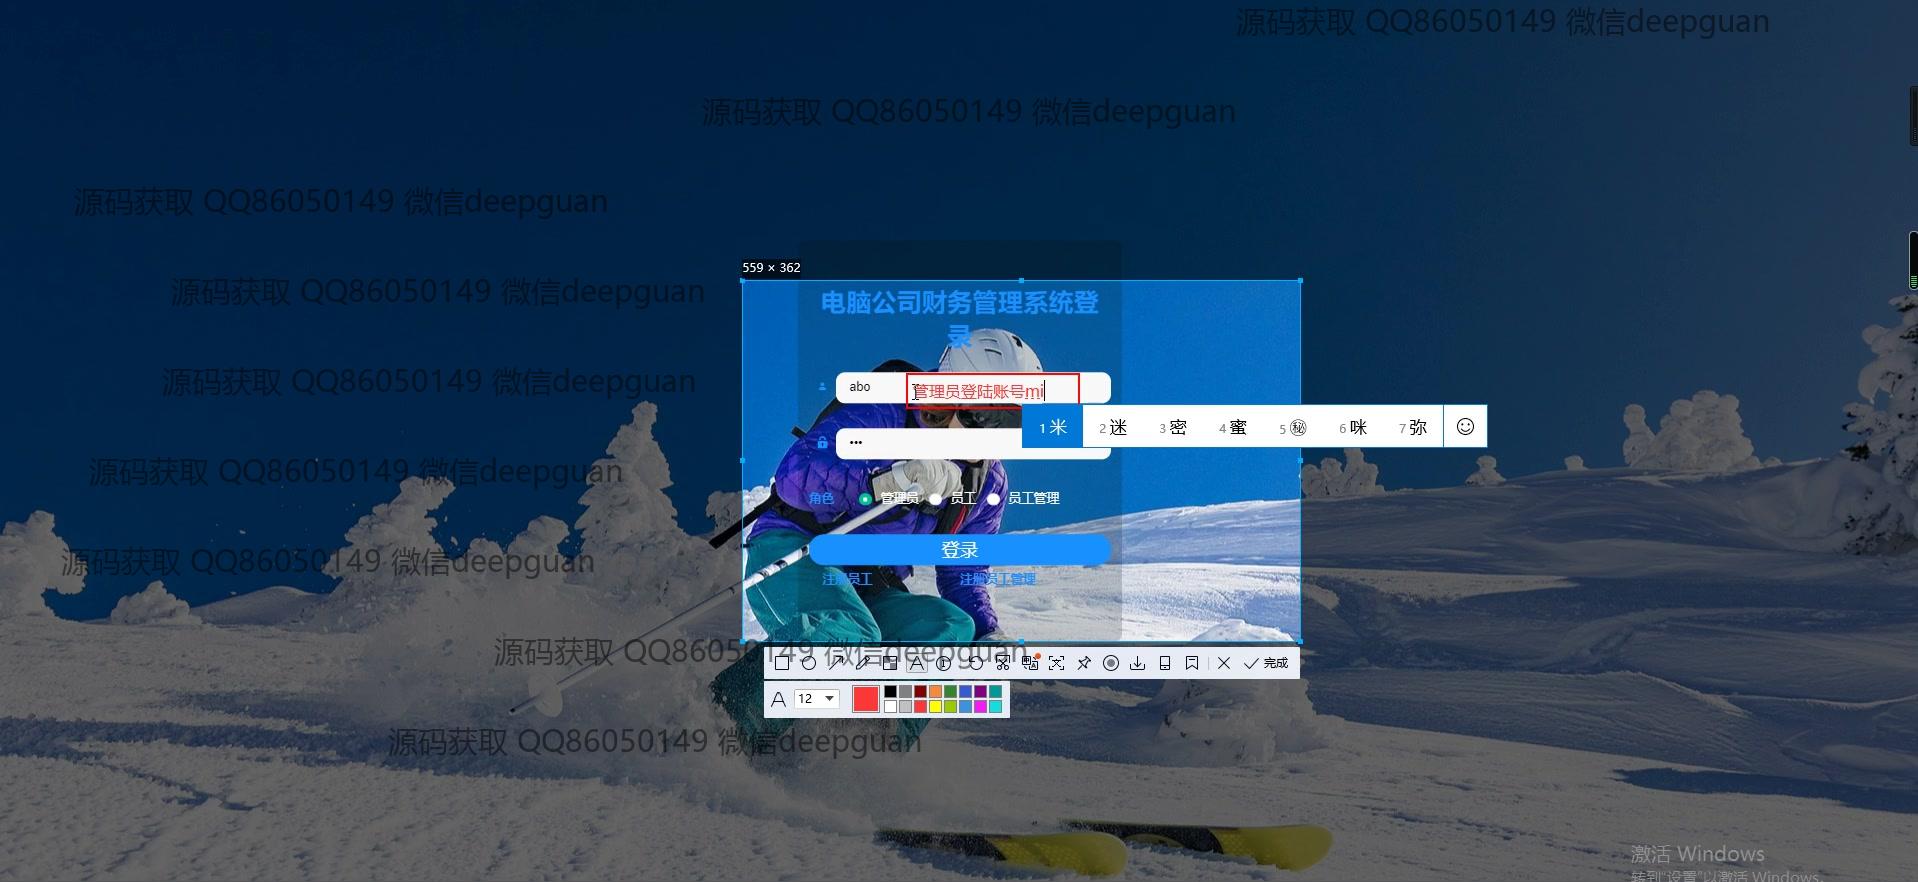 源码获取 QQ86050149 微信deepguan
源码获取 QQ86050149 微信deepguan
源码获取 QQ86050149 微信deepguan
559 × 362
源码获取 QQ86050149 微信deepguan
电脑公司财务管理系统登
录
源码获取 QQ86050149 微信deepguan
abo
管理员登陆账号mi
1 米 2 迷 3 密 4 蜜 5 ㊙ 6 咪 7 弥
•••
源码获取 QQ86050149 微信deepguan
角色 管理员 员工 员工管理
登录
源码获取 QQ86050149 微信deepguan
注册员工 注册员工管理
源码获取 QQ86050149 微信deepguan
完成
A 12
源码获取 QQ86050149 微信deepguan
激活 Windows
转到"设置"以激活 Windows。